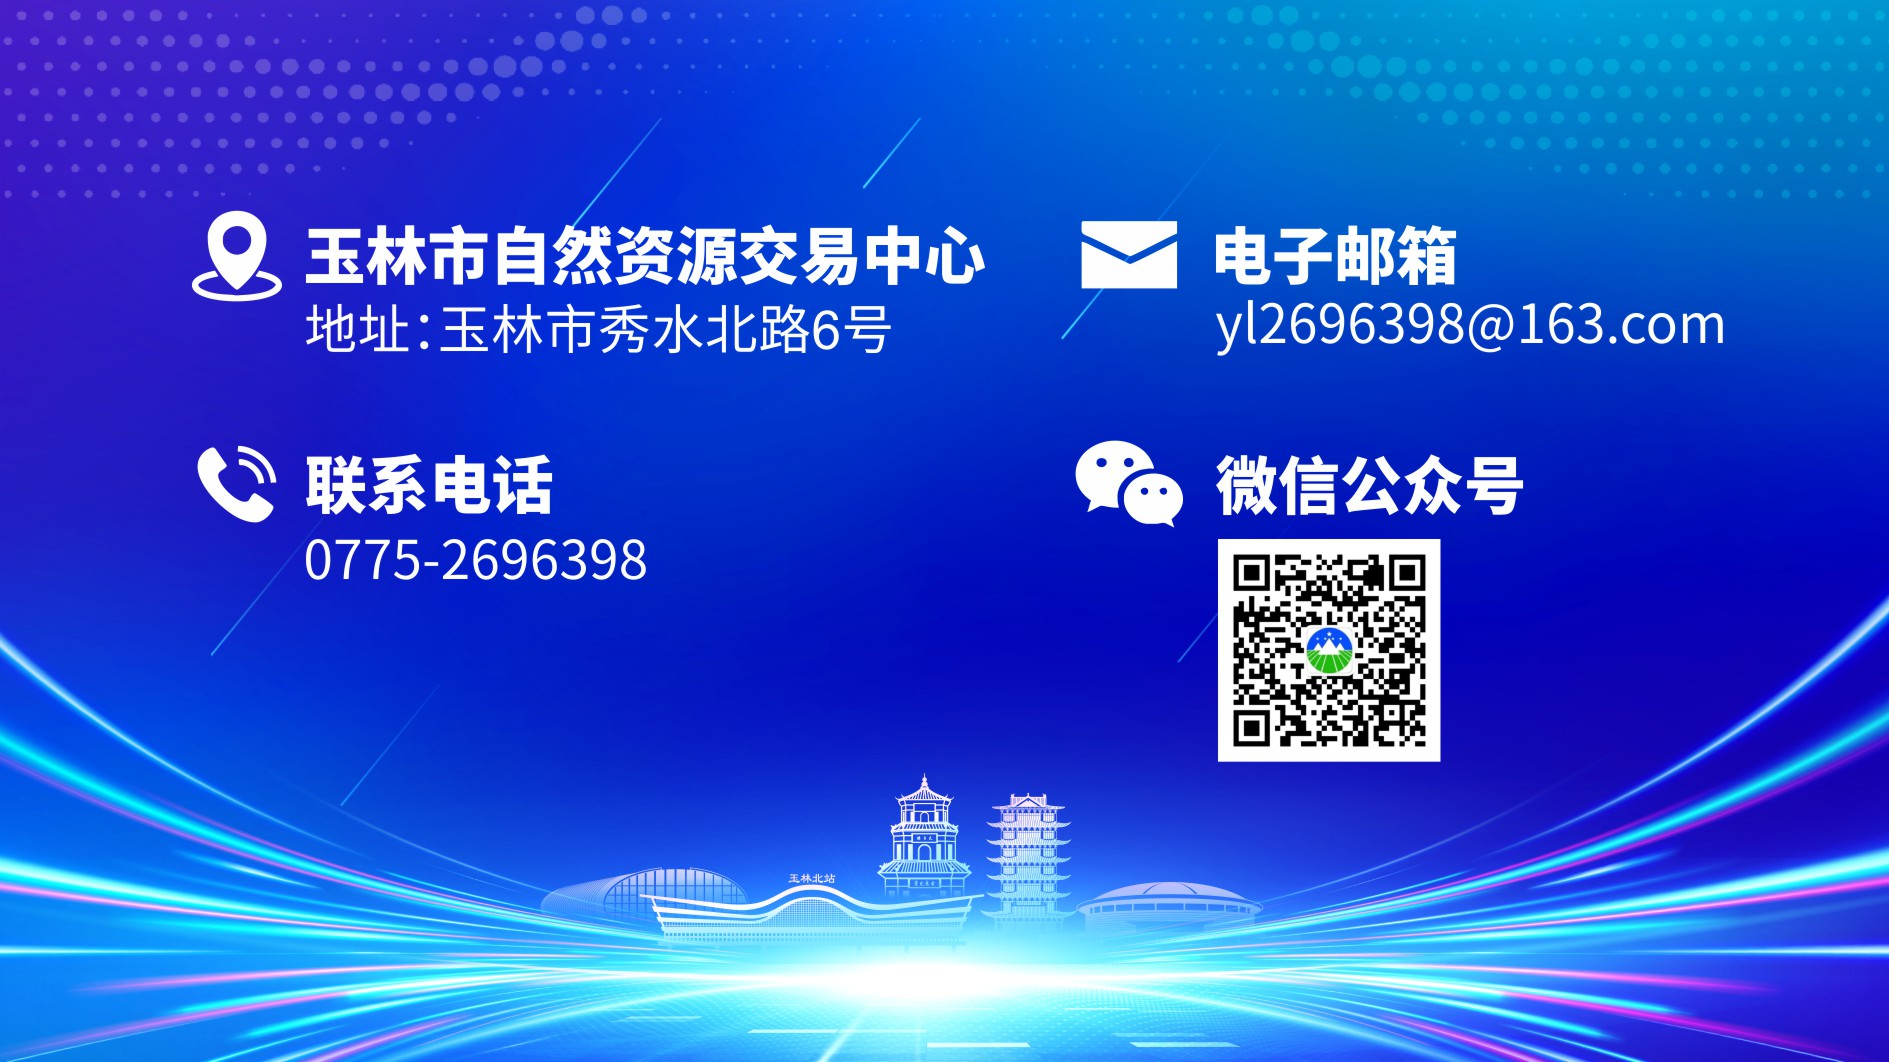 玉林市自然资源交易中心
地址：玉林市秀水北路6号
电子邮箱
yl2696398@163.com
联系电话
0775-2696398
微信公众号
玉林北站